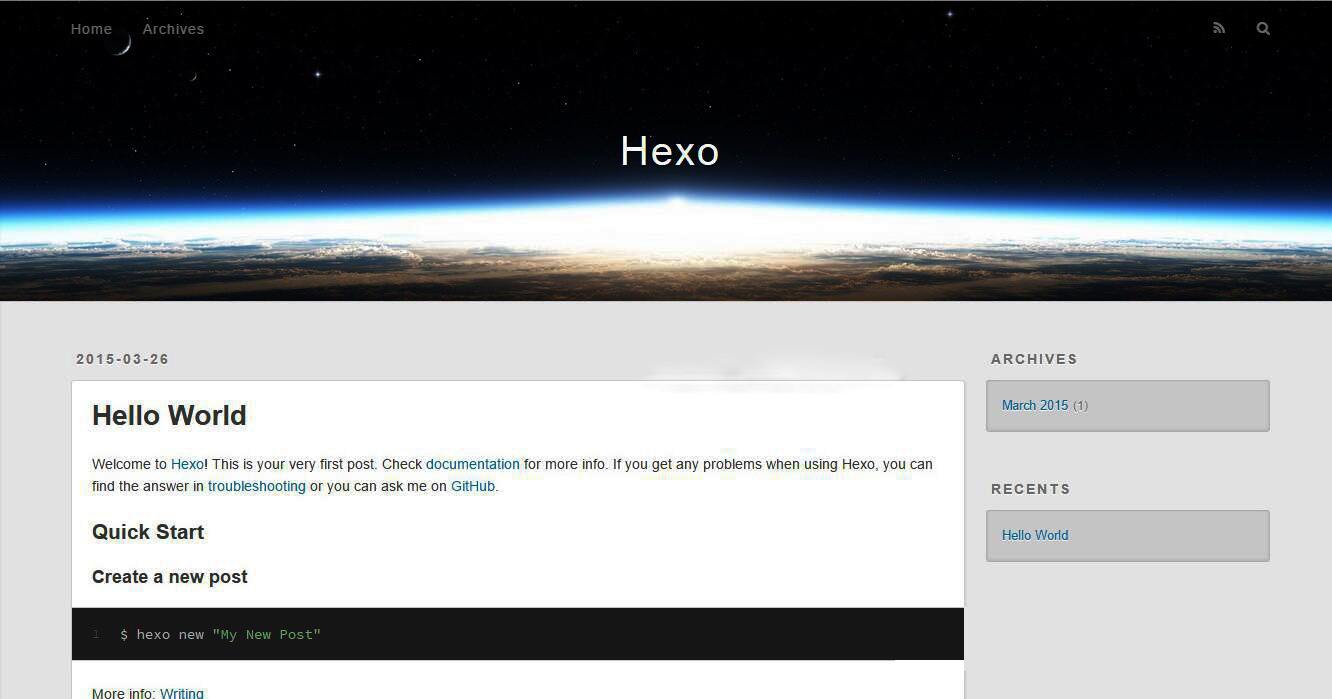 Home Archives
Hexo
2015-03-26
Hello World
Welcome to Hexo! This is your very first post. Check documentation for more info. If you get any problems when using Hexo, you can
find the answer in troubleshooting or you can ask me on GitHub.
Quick Start
Create a new post
1 $ hexo new "My New Post"
More info: Writing
ARCHIVES
March 2015 (1)
RECENTS
Hello World